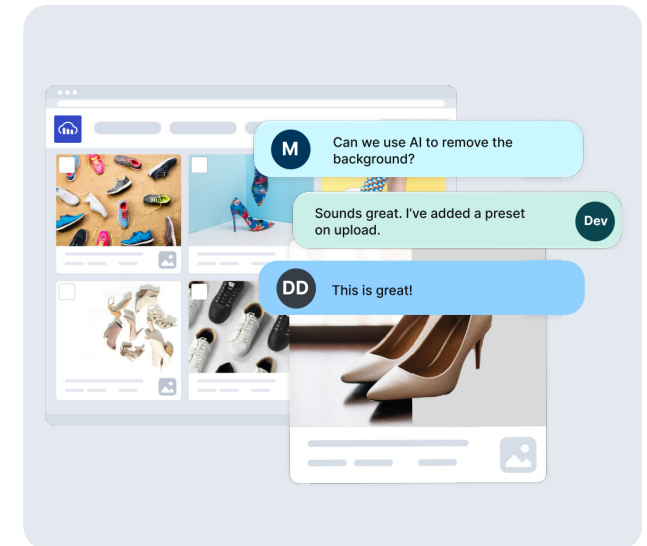 M
Can we use AI to remove the
background?
Sounds great. I've added a preset
on upload.
Dev
DD
This is great!